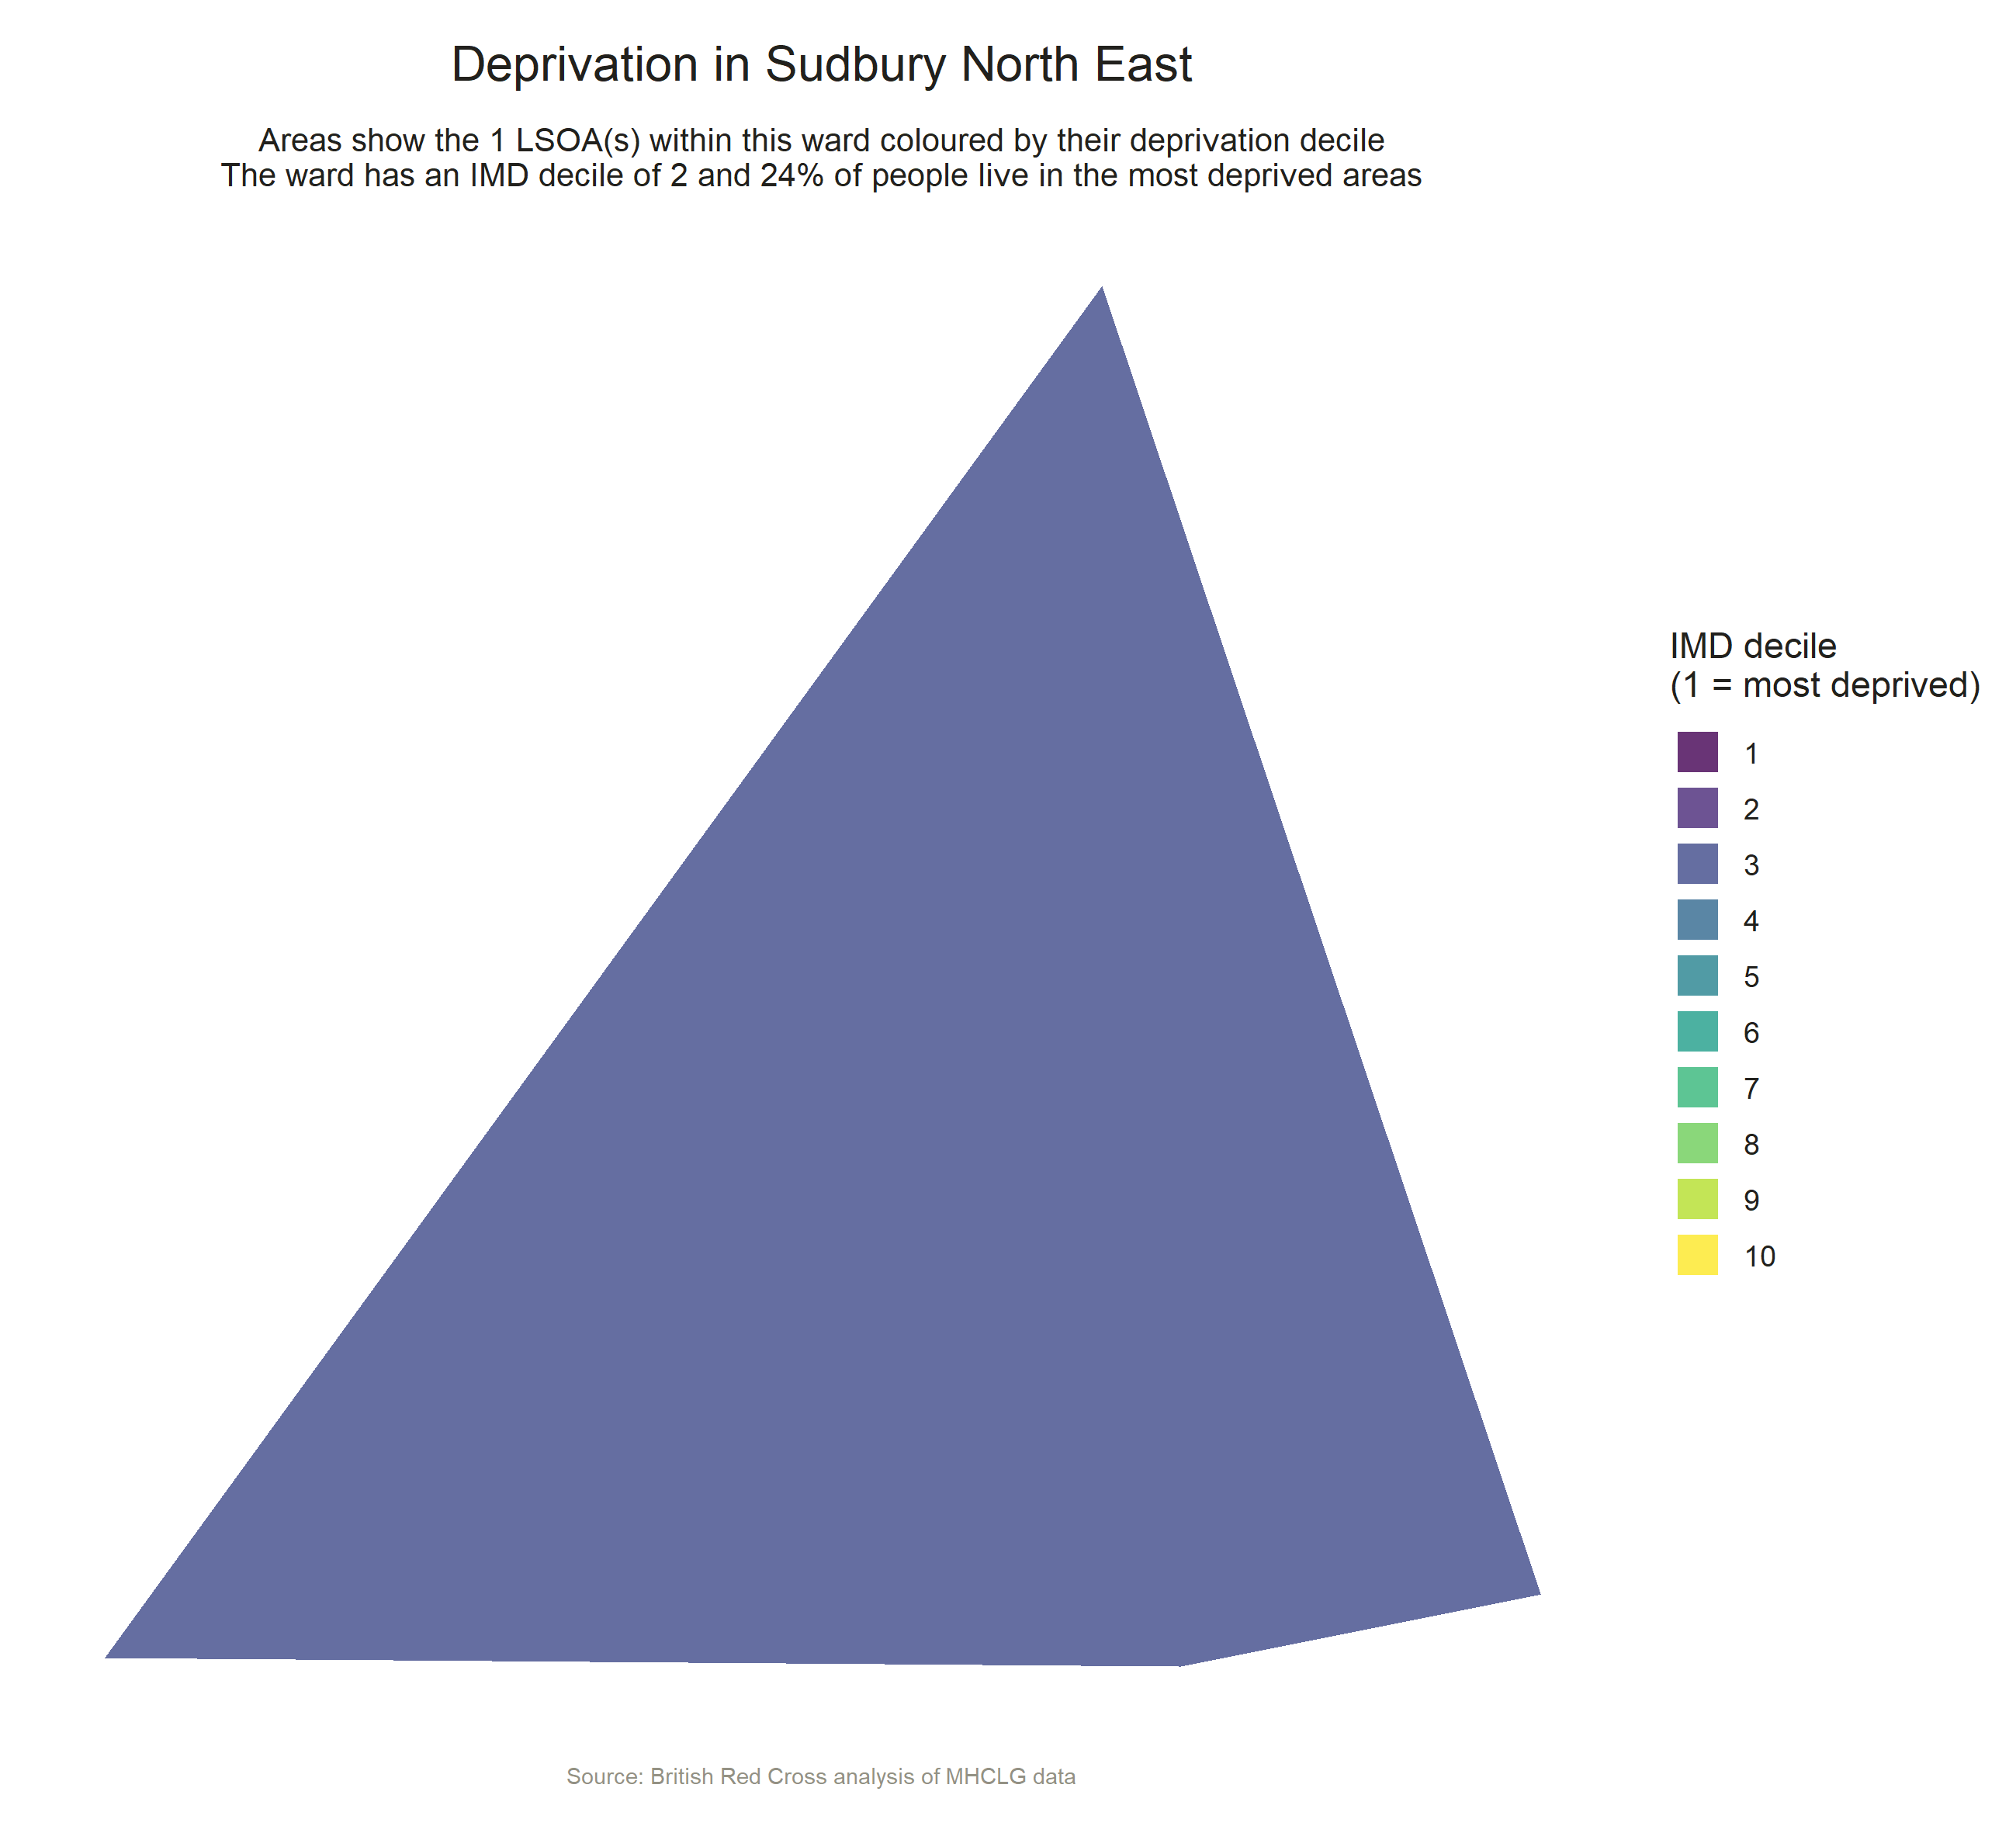 Deprivation in Sudbury North East
Areas show the 1 LSOA(s) within this ward coloured by their deprivation decile
The ward has an IMD decile of 2 and 24% of people live in the most deprived areas
IMD decile
(1 = most deprived)
1
2
3
4
5
6
7
8
9
10
Source: British Red Cross analysis of MHCLG data